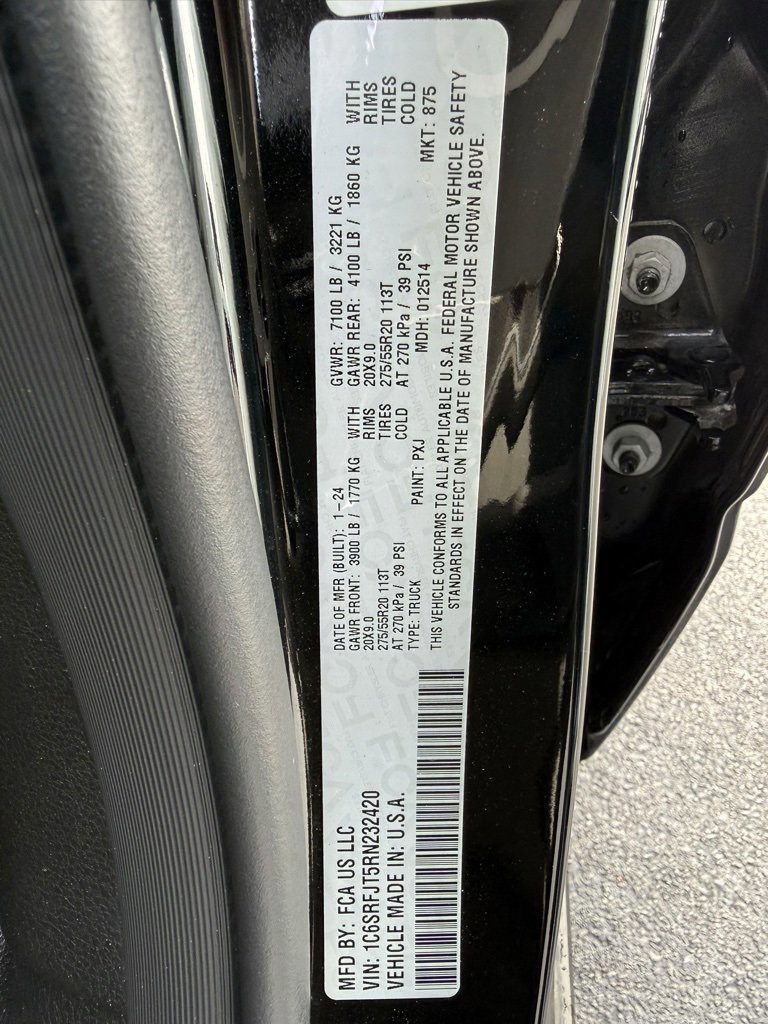 MFD BY: FCA US LLC
DATE OF MFR (BUILT): 1-24
GVWR: 7100 LB / 3221 KG
GAWR FRONT: 3900 LB / 1770 KG WITH
GAWR REAR: 4100 LB / 1860 KG WITH
20X9.0 RIMS
20X9.0 RIMS
275/55R20 113T TIRES
275/55R20 113T TIRES
AT 270 kPa / 39 PSI COLD
AT 270 kPa / 39 PSI COLD
VIN: 1C6SRFJT5RN232420
TYPE: TRUCK
PAINT: PXJ
MDH: 012514
MKT: 875
VEHICLE MADE IN: U.S.A.
THIS VEHICLE CONFORMS TO ALL APPLICABLE U.S.A. FEDERAL MOTOR VEHICLE SAFETY
STANDARDS IN EFFECT ON THE DATE OF MANUFACTURE SHOWN ABOVE.